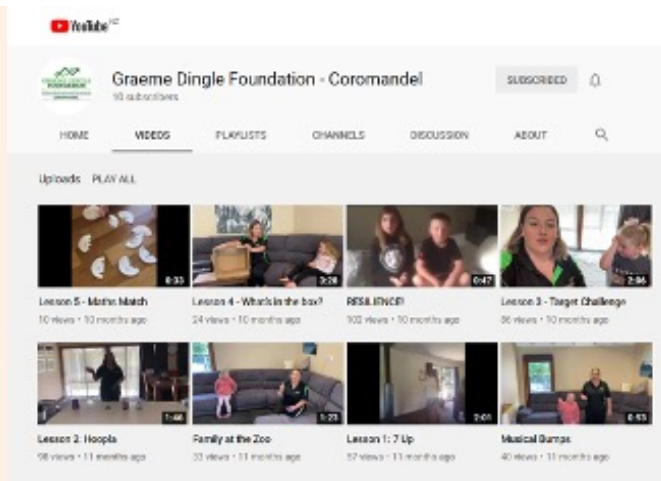 YouTube NZ
Graeme Dingle Foundation - Coromandel
10 subscribers
SUBSCRIBED
HOME VIDEOS PLAYLISTS CHANNELS DISCUSSION ABOUT
Uploads PLAY ALL
8:33 3:28 0:47 2:06
Lesson 5 - Maths Match Lesson 4 - What's in the box? RESILIENCE! Lesson 3 - Target Challenge
10 views • 10 months ago 24 views • 10 months ago 102 views • 10 months ago 86 views • 10 months ago
1:46 1:23 2:01 0:53
Lesson 2: Hoopla Family at the Zoo Lesson 1: 7 Up Musical Bumps
98 views • 11 months ago 33 views • 11 months ago 57 views • 11 months ago 40 views • 11 months ago